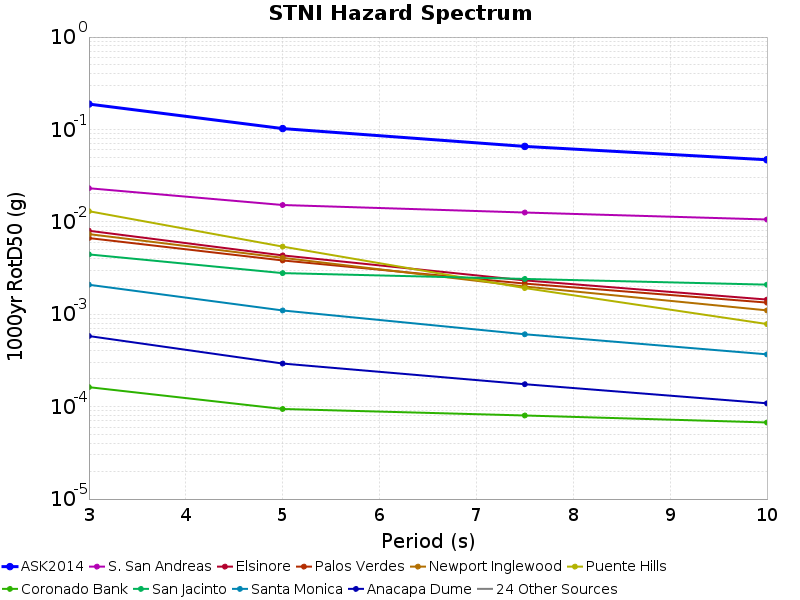 STNI Hazard Spectrum
10^0
10^-1
10^-2
10^-3
10^-4
10^-5
1000yr RotD50 (g)
3 4 5 6 7 8 9 10
Period (s)
ASK2014 S. San Andreas Elsinore Palos Verdes Newport Inglewood Puente Hills
Coronado Bank San Jacinto Santa Monica Anacapa Dume 24 Other Sources